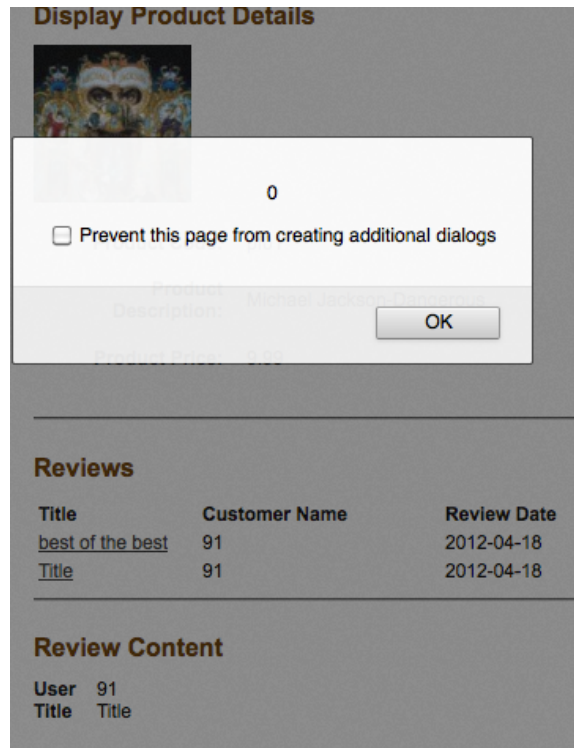 Display Product Details
MICHAEL JACKSON
0
Prevent this page from creating additional dialogs
Product
Description: Michael Jackson-Dangerous
OK
Product Price: 9.99
Reviews
Title Customer Name Review Date
best of the best 91 2012-04-18
Title 91 2012-04-18
Review Content
User 91
Title Title